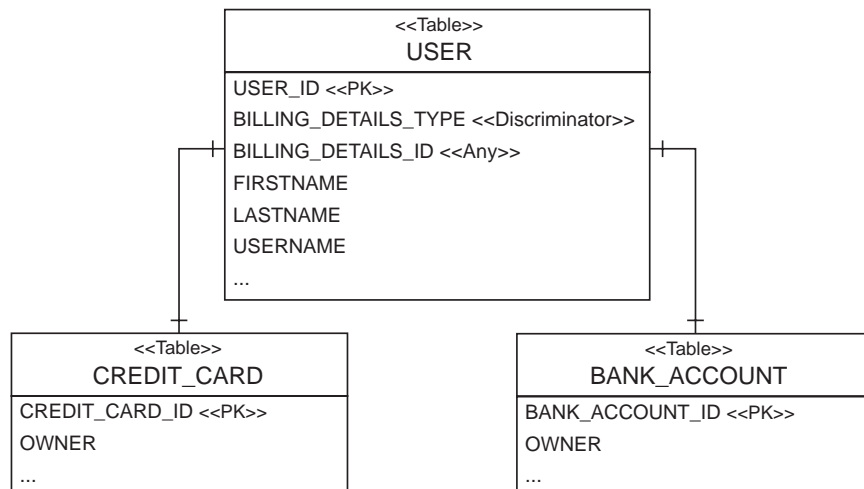 <<Table>>
USER
USER_ID <<PK>>
BILLING_DETAILS_TYPE <<Discriminator>>
BILLING_DETAILS_ID <<Any>>
FIRSTNAME
LASTNAME
USERNAME
...
<<Table>>
CREDIT_CARD
CREDIT_CARD_ID <<PK>>
OWNER
...
<<Table>>
BANK_ACCOUNT
BANK_ACCOUNT_ID <<PK>>
OWNER
...